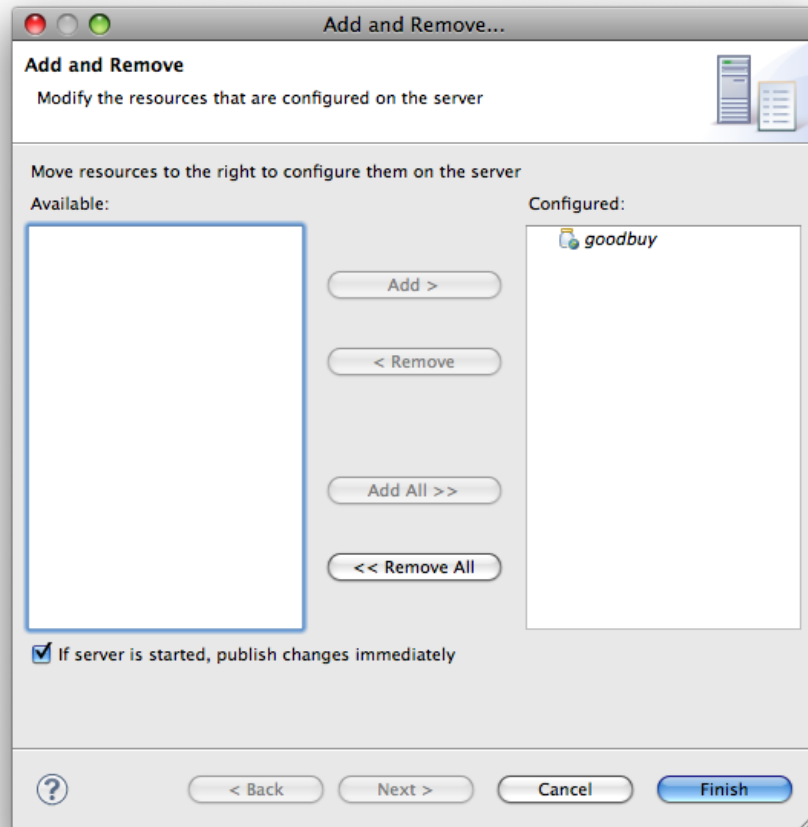 Add and Remove...
Add and Remove
Modify the resources that are configured on the server
Move resources to the right to configure them on the server
Available:
Configured:
goodbuy
Add >
< Remove
Add All >>
<< Remove All
If server is started, publish changes immediately
?
< Back
Next >
Cancel
Finish